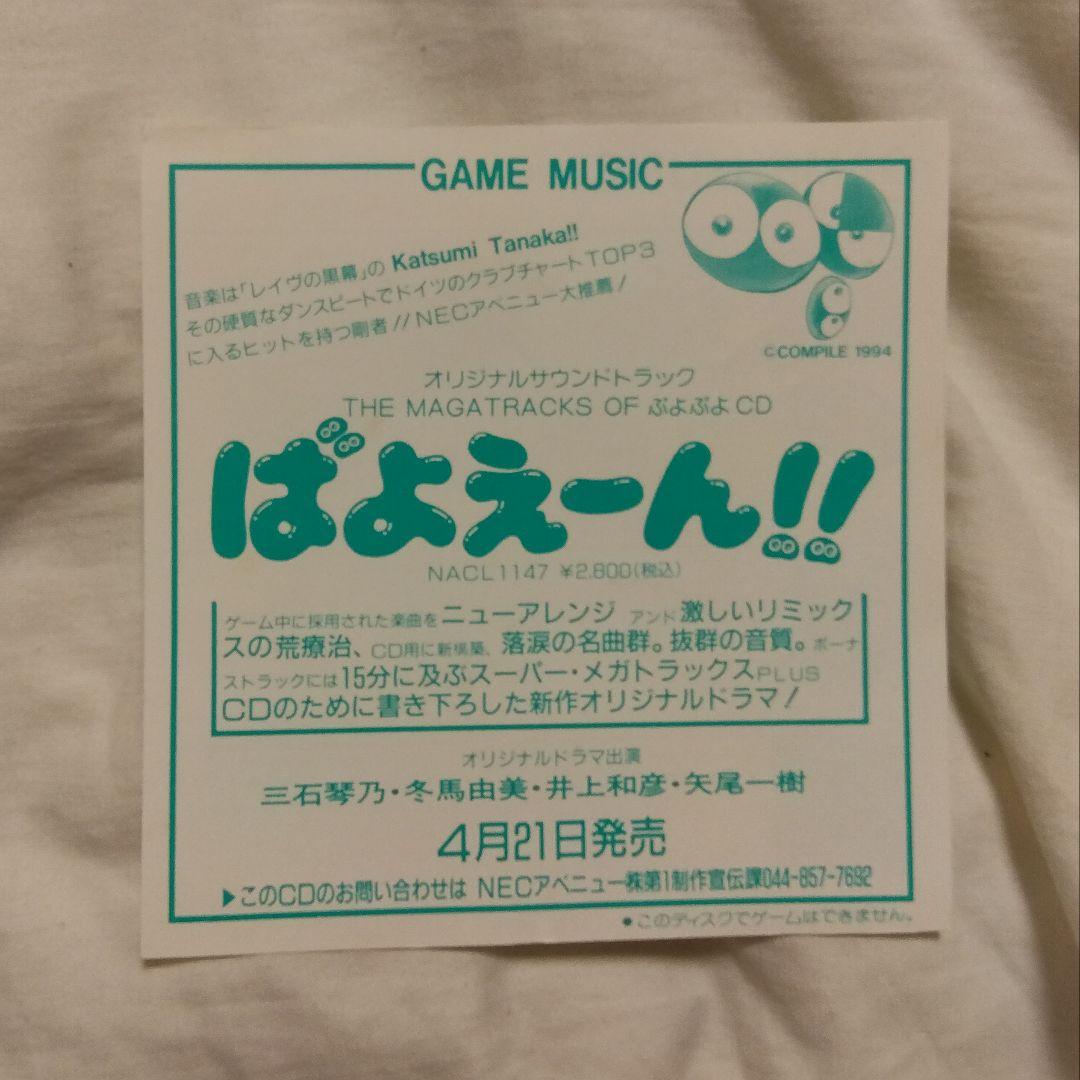 GAME MUSIC
音楽は「レイヴの黒幕」の Katsumi Tanaka!!
その硬質なダンスビートでドイツのクラブチャートTOP3
に入るヒットを持つ剛者!!NECアベニュー大推薦!
©COMPILE 1994
オリジナルサウンドトラック
THE MAGATRACKS OF ぷよぷよCD
ばよえーん!!
NACL1147 ¥2,800(税込)
ゲーム中に採用された楽曲をニューアレンジ アンド激しいリミック
スの荒療治、CD用に新構築、落涙の名曲群。抜群の音質。ボーナ
ストラックには15分に及ぶスーパー・メガトラックスPLUS
CDのために書き下ろした新作オリジナルドラマ!
オリジナルドラマ出演
三石琴乃・冬馬由美・井上和彦・矢尾一樹
4月21日発売
▶このCDのお問い合わせは NECアベニュー㈱第1制作宣伝課044-857-7692
●このディスクでゲームはできません。